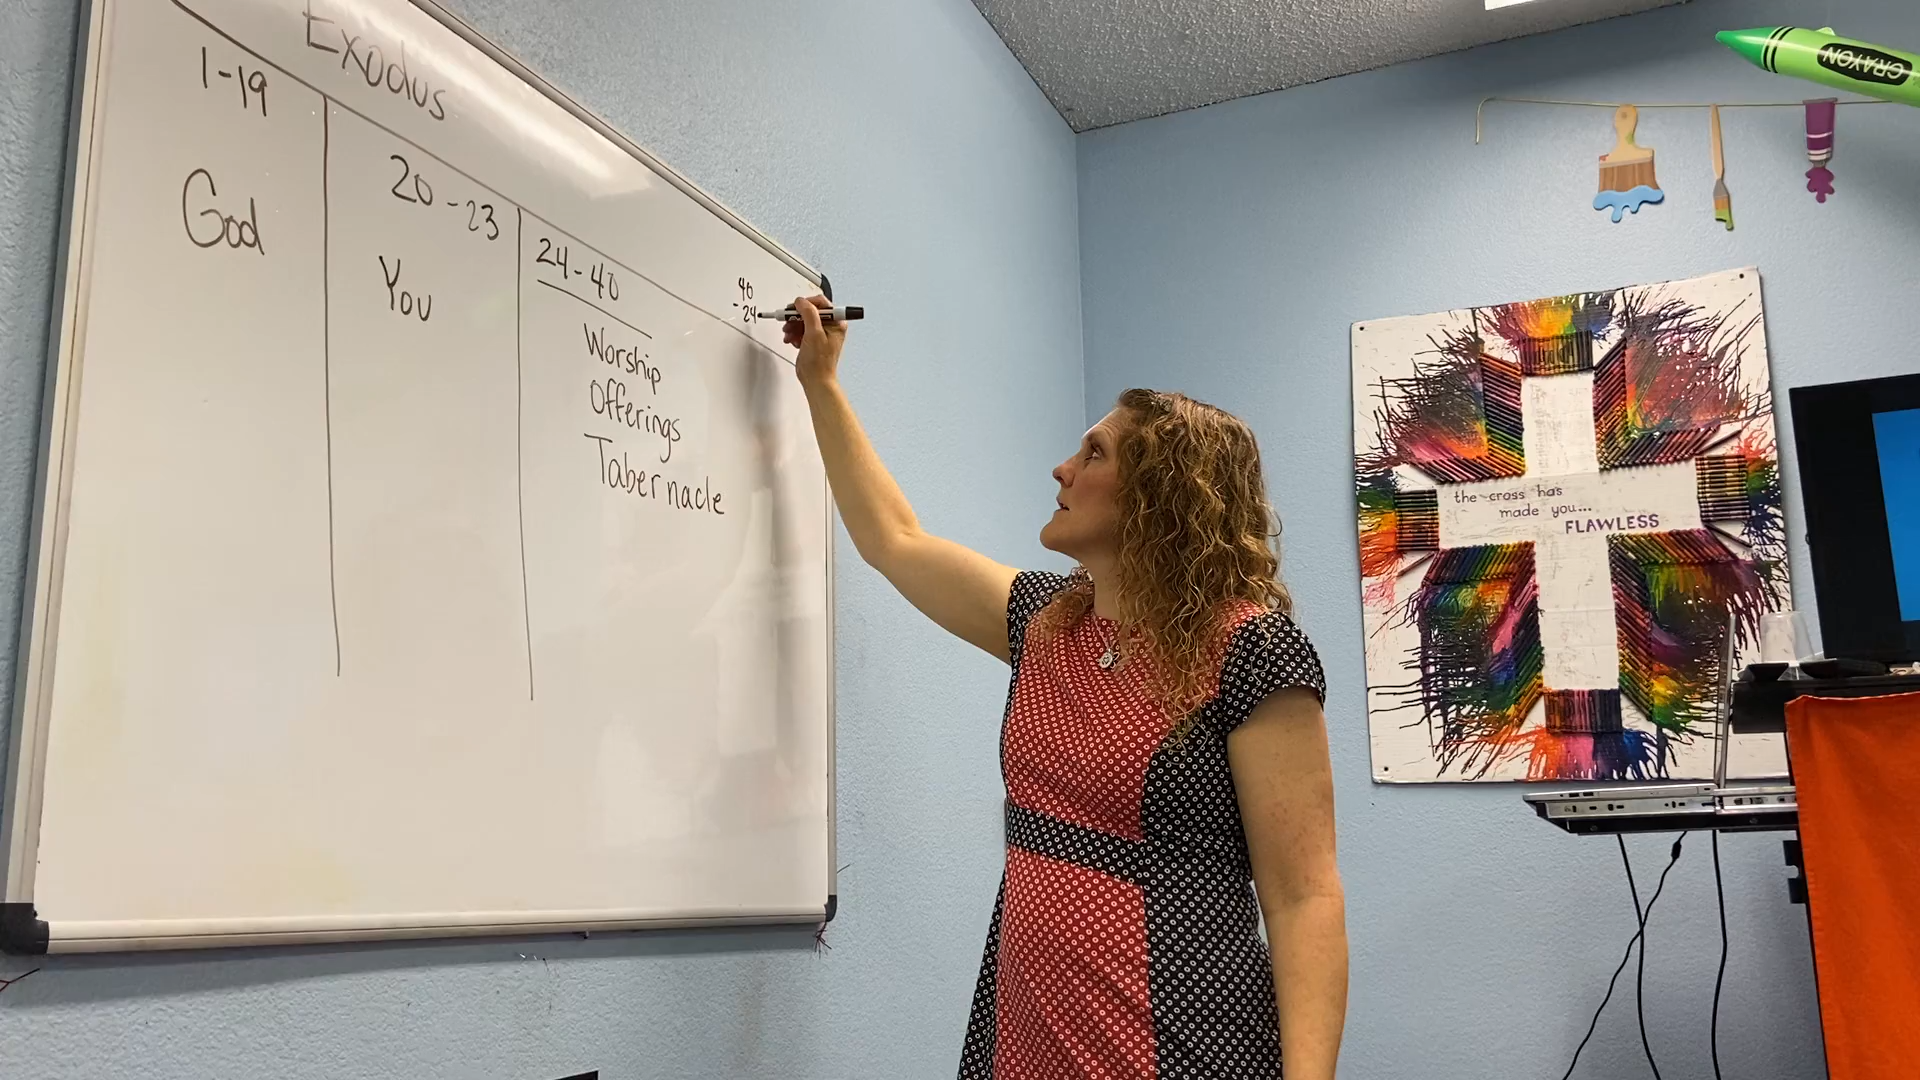 Exodus
1-19
God
20-23
You
24-40
Worship
Offerings
Tabernacle
40
- 24
the cross has
made you...
FLAWLESS
CRAYON